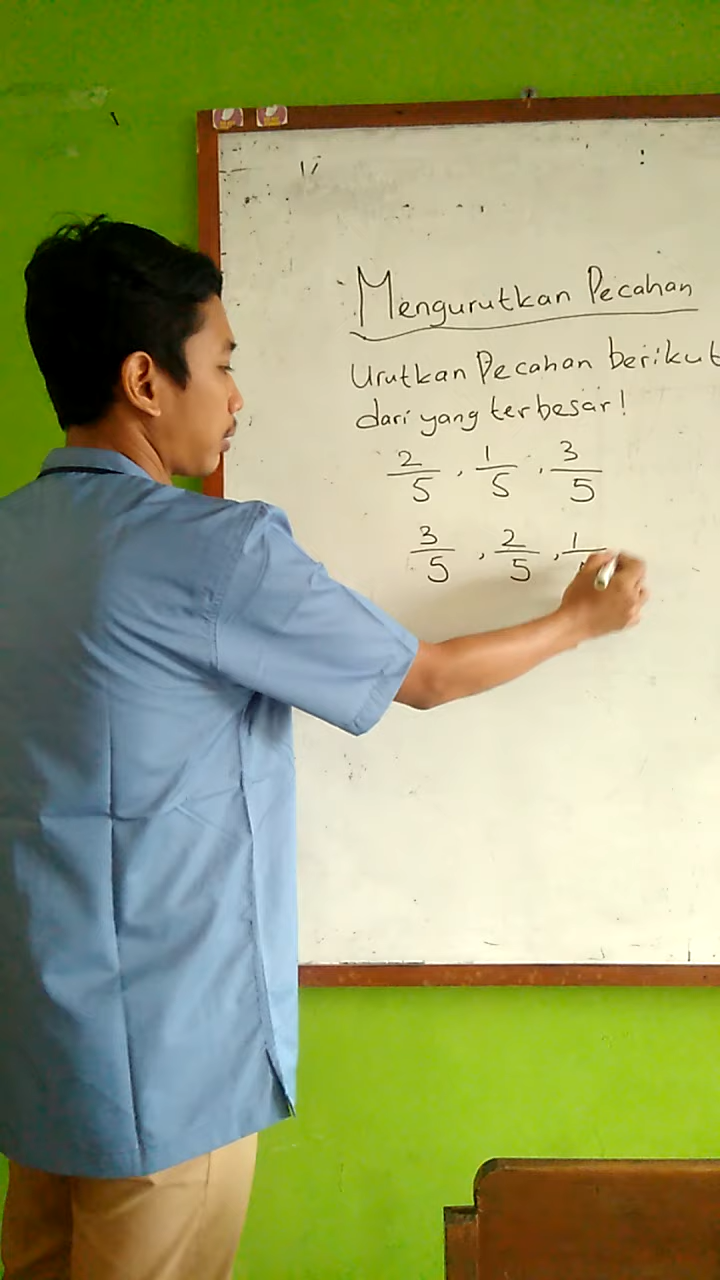 Mengurutkan Pecahan
Urutkan Pecahan berikut
dari yang terbesar!
2/5 , 1/5 , 3/5
3/5 , 2/5 , 1/